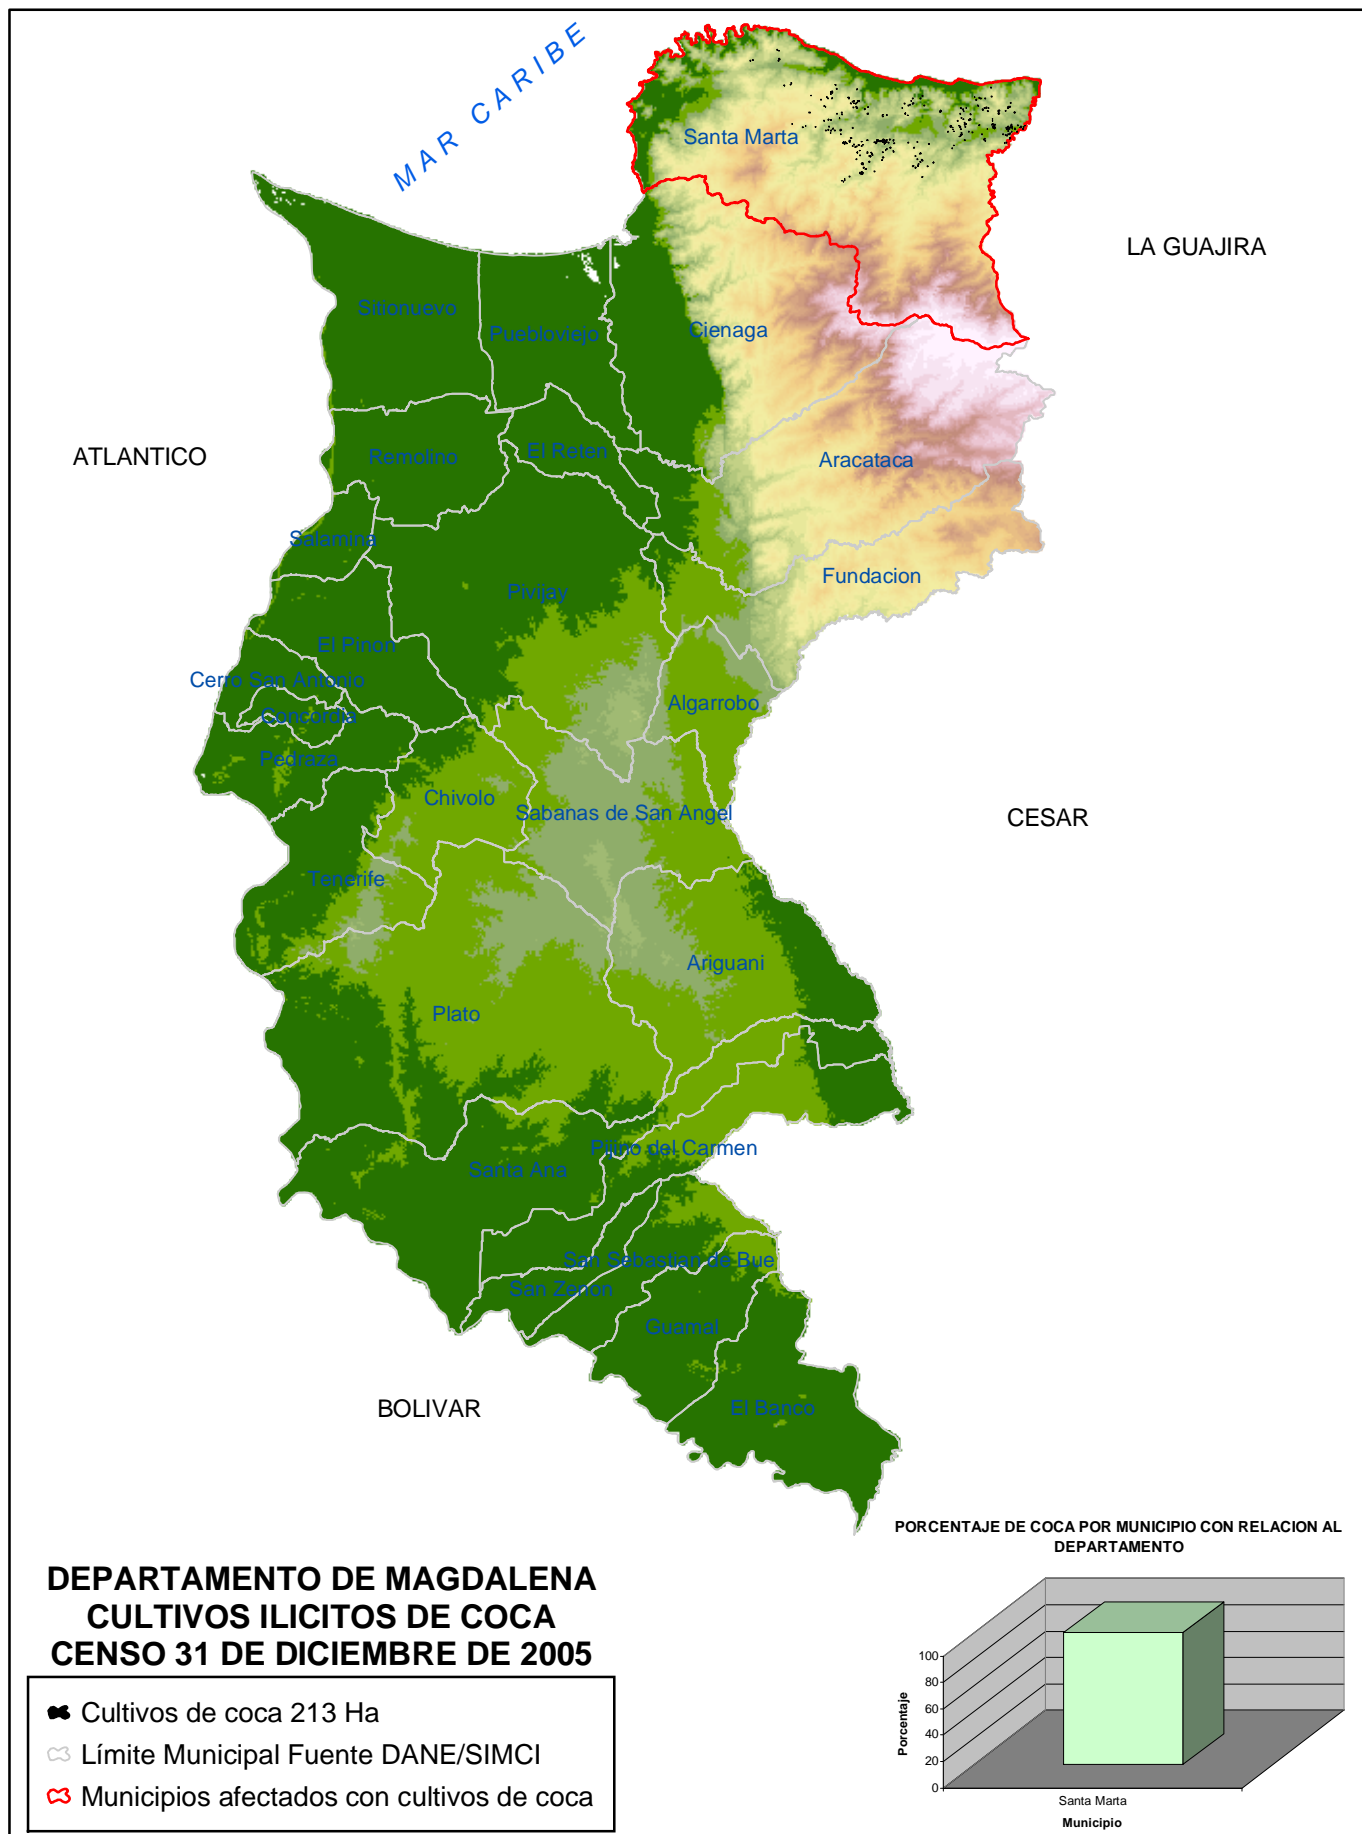 MAR CARIBE
Santa Marta
LA GUAJIRA
Sitionuevo
Puebloviejo
Cienaga
ATLANTICO
Remolino
El Reten
Aracataca
Salamina
Pivijay
Fundacion
El Pinon
Cerro San Antonio
Concordia
Algarrobo
Pedraza
Chivolo
Sabanas de San Angel
CESAR
Tenerife
Ariguani
Plato
Pijino del Carmen
Santa Ana
San Sebastian de Bue
San Zenon
Guamal
BOLIVAR
El Banco
DEPARTAMENTO DE MAGDALENA
CULTIVOS ILICITOS DE COCA
CENSO 31 DE DICIEMBRE DE 2005
Cultivos de coca 213 Ha
Límite Municipal Fuente DANE/SIMCI
Municipios afectados con cultivos de coca
PORCENTAJE DE COCA POR MUNICIPIO CON RELACION AL
DEPARTAMENTO
100
80
60
40
20
0
Porcentaje
Santa Marta
Municipio